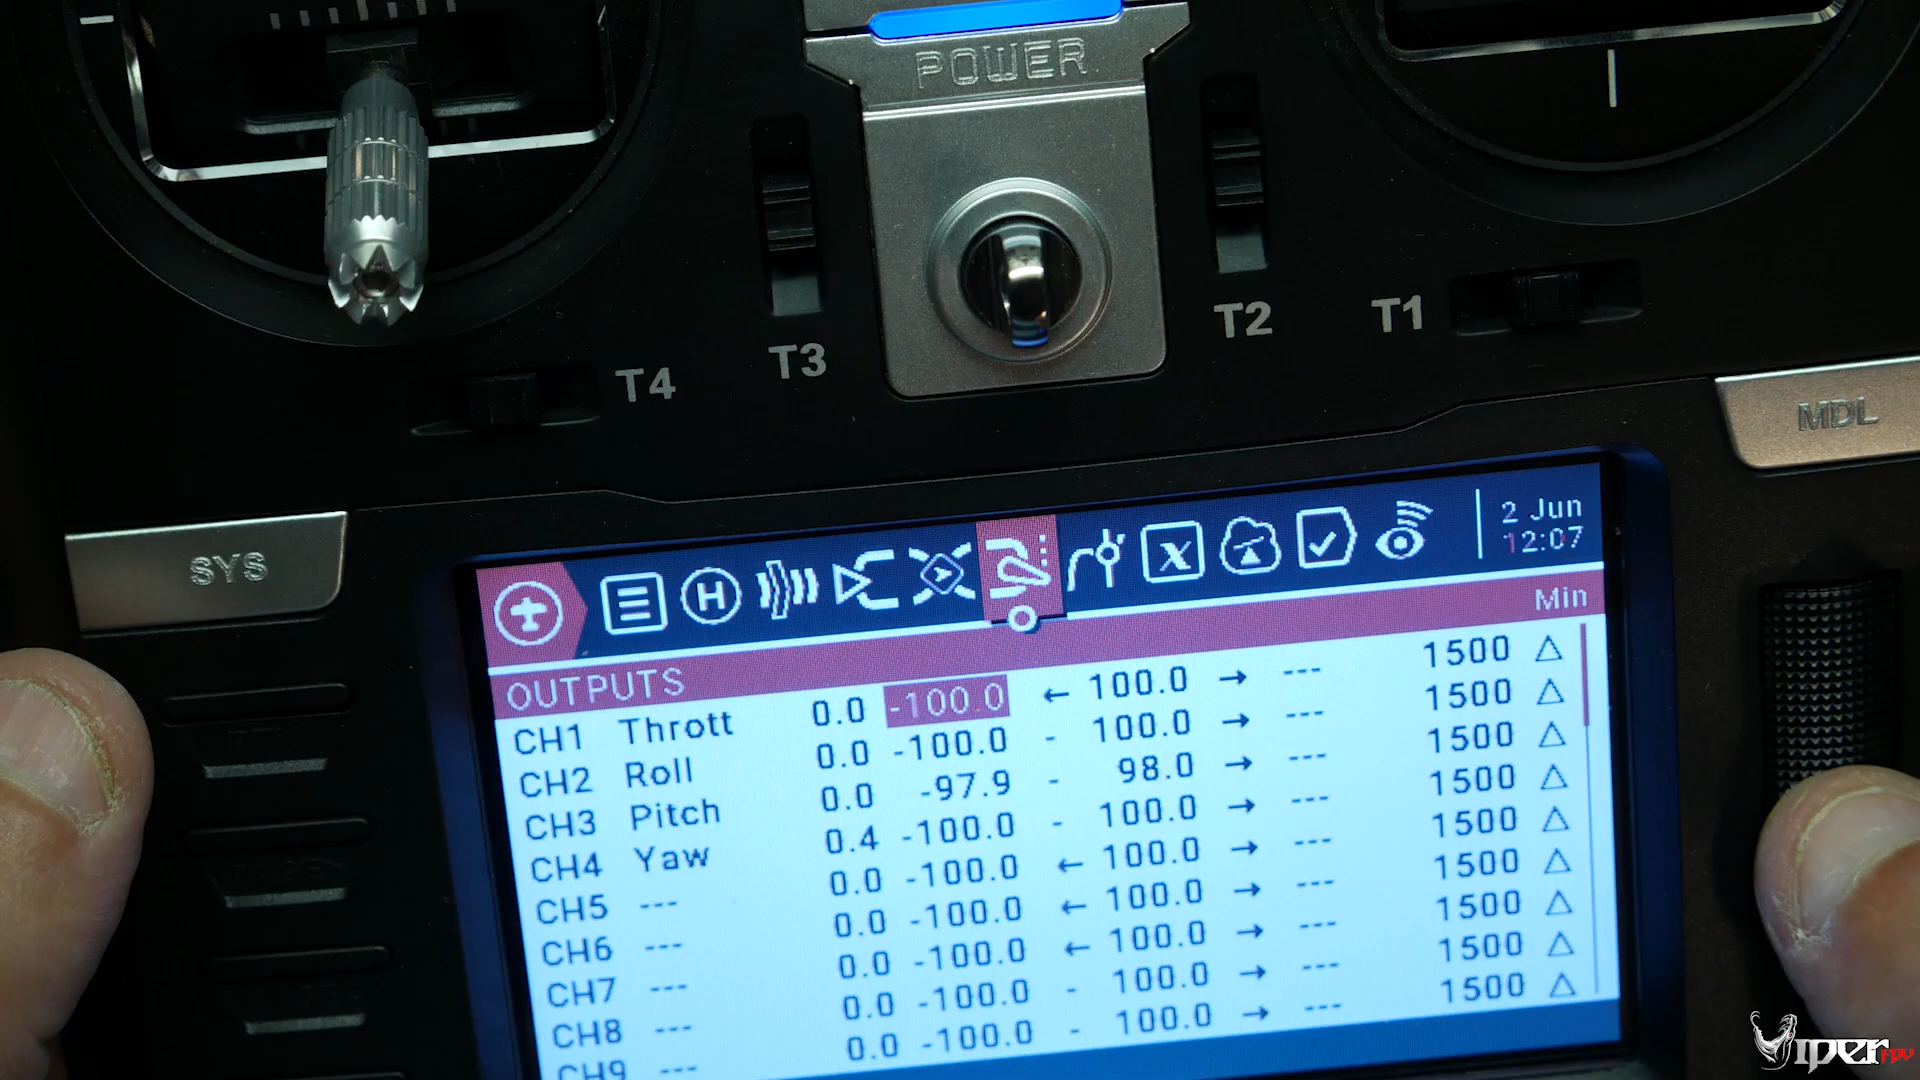 POWER
T3
T2
T1
T4
MDL
SYS
H
x
2 Jun
12:07
Min
OUTPUTS
CH1 Thrott 0.0 -100.0 ← 100.0 → --- 1500 △
CH2 Roll 0.0 -100.0 - 100.0 → --- 1500 △
CH3 Pitch 0.0 -97.9 - 98.0 → --- 1500 △
CH4 Yaw 0.4 -100.0 - 100.0 → --- 1500 △
CH5 --- 0.0 -100.0 ← 100.0 → --- 1500 △
CH6 --- 0.0 -100.0 ← 100.0 → --- 1500 △
CH7 --- 0.0 -100.0 ← 100.0 → --- 1500 △
CH8 --- 0.0 -100.0 - 100.0 → --- 1500 △
CH9 --- 0.0 -100.0 - 100.0 → --- 1500 △
Viper FPV